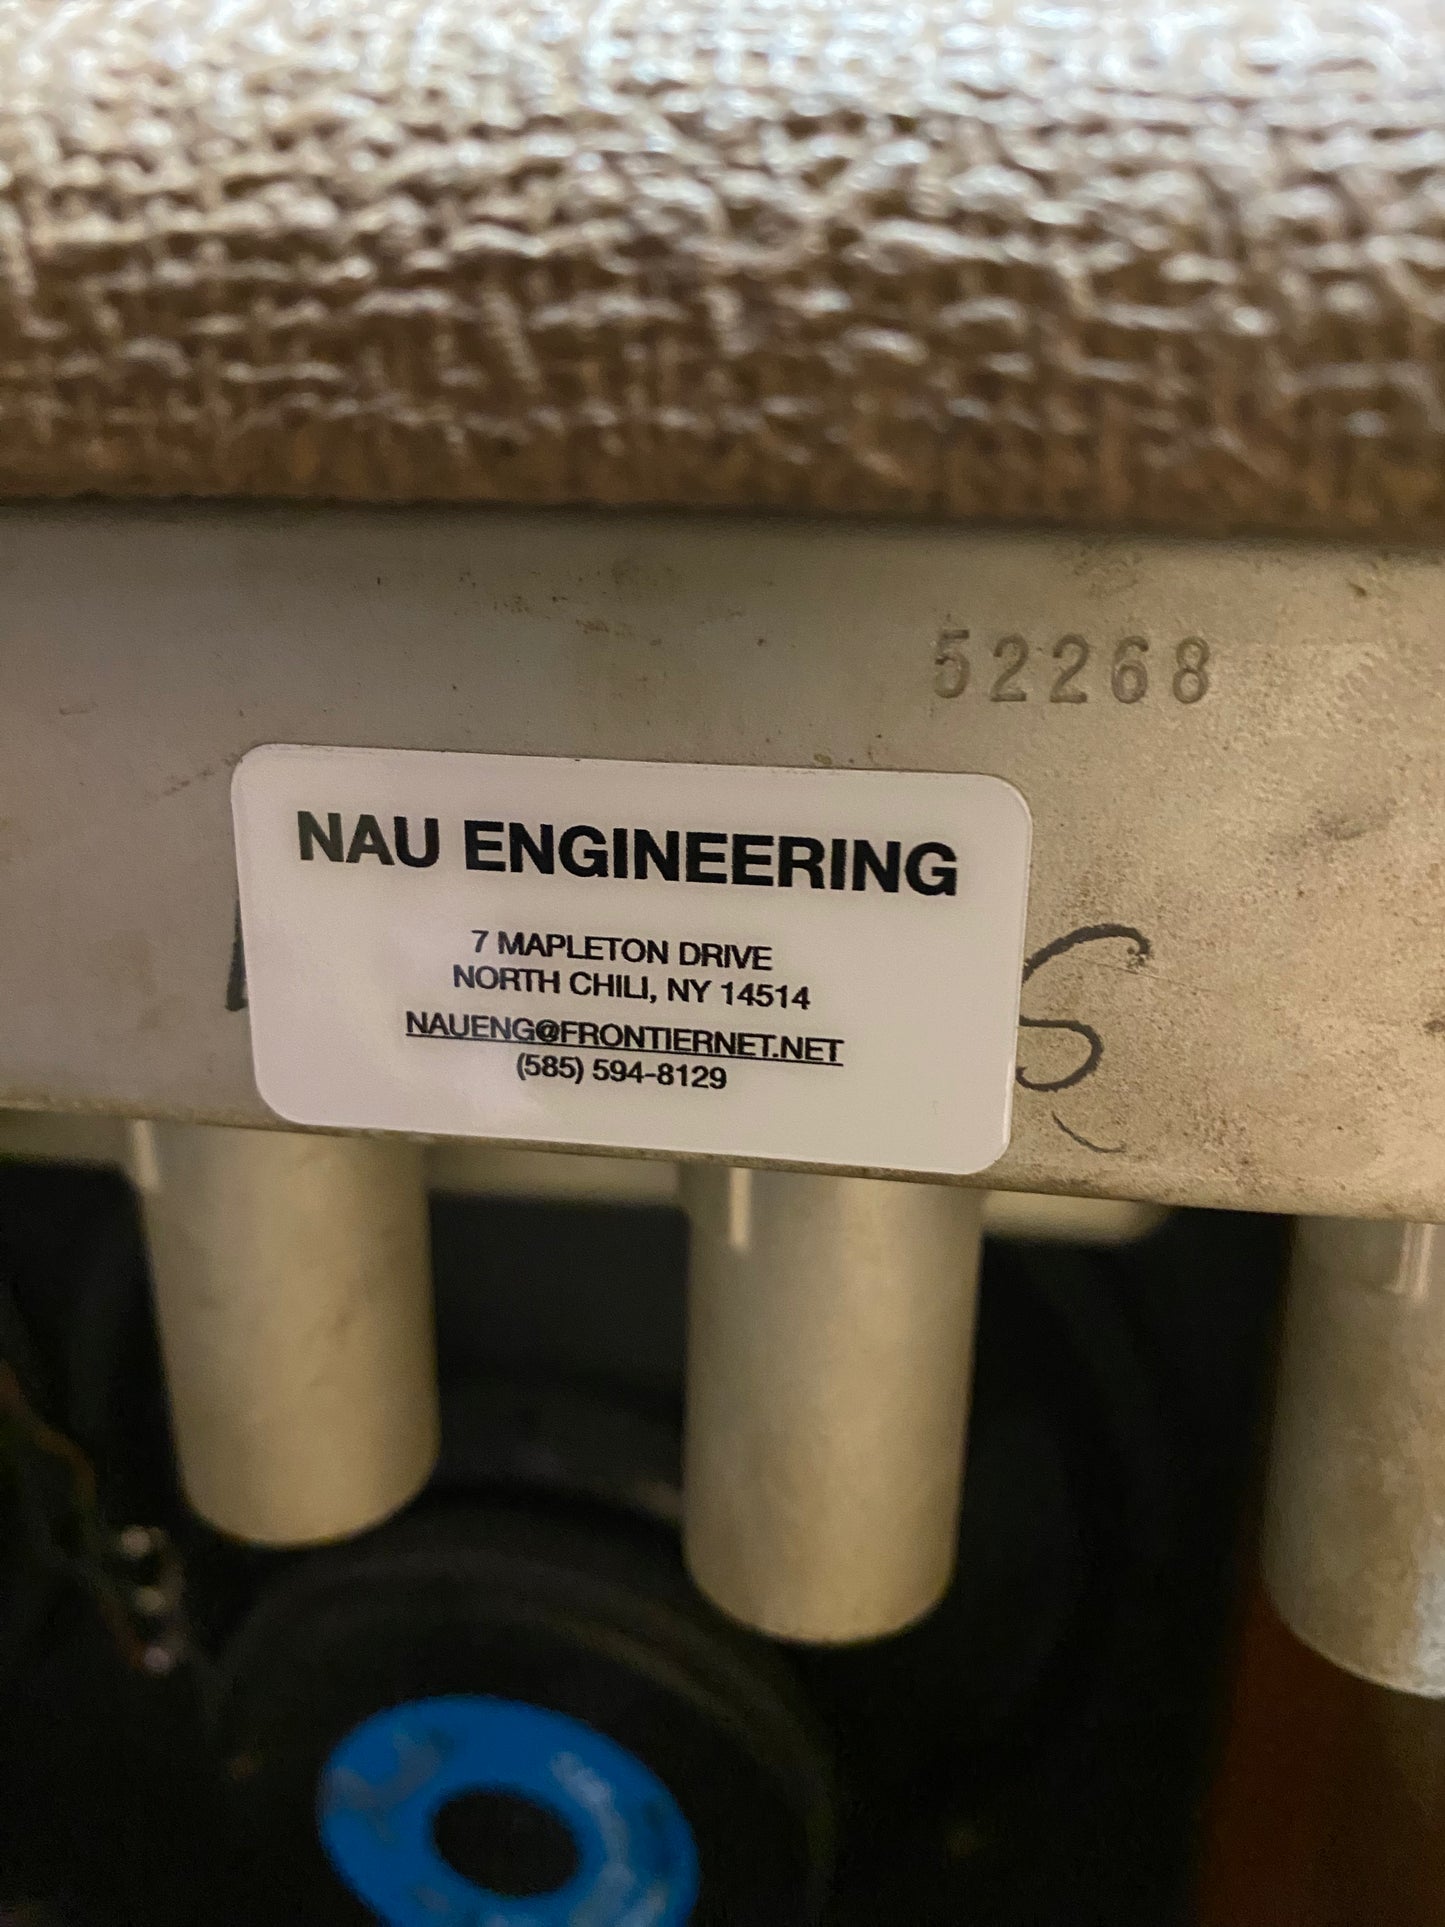 52268
NAU ENGINEERING
7 MAPLETON DRIVE
NORTH CHILI, NY 14514
NAUENG@FRONTIERNET.NET
(585) 594-8129
S